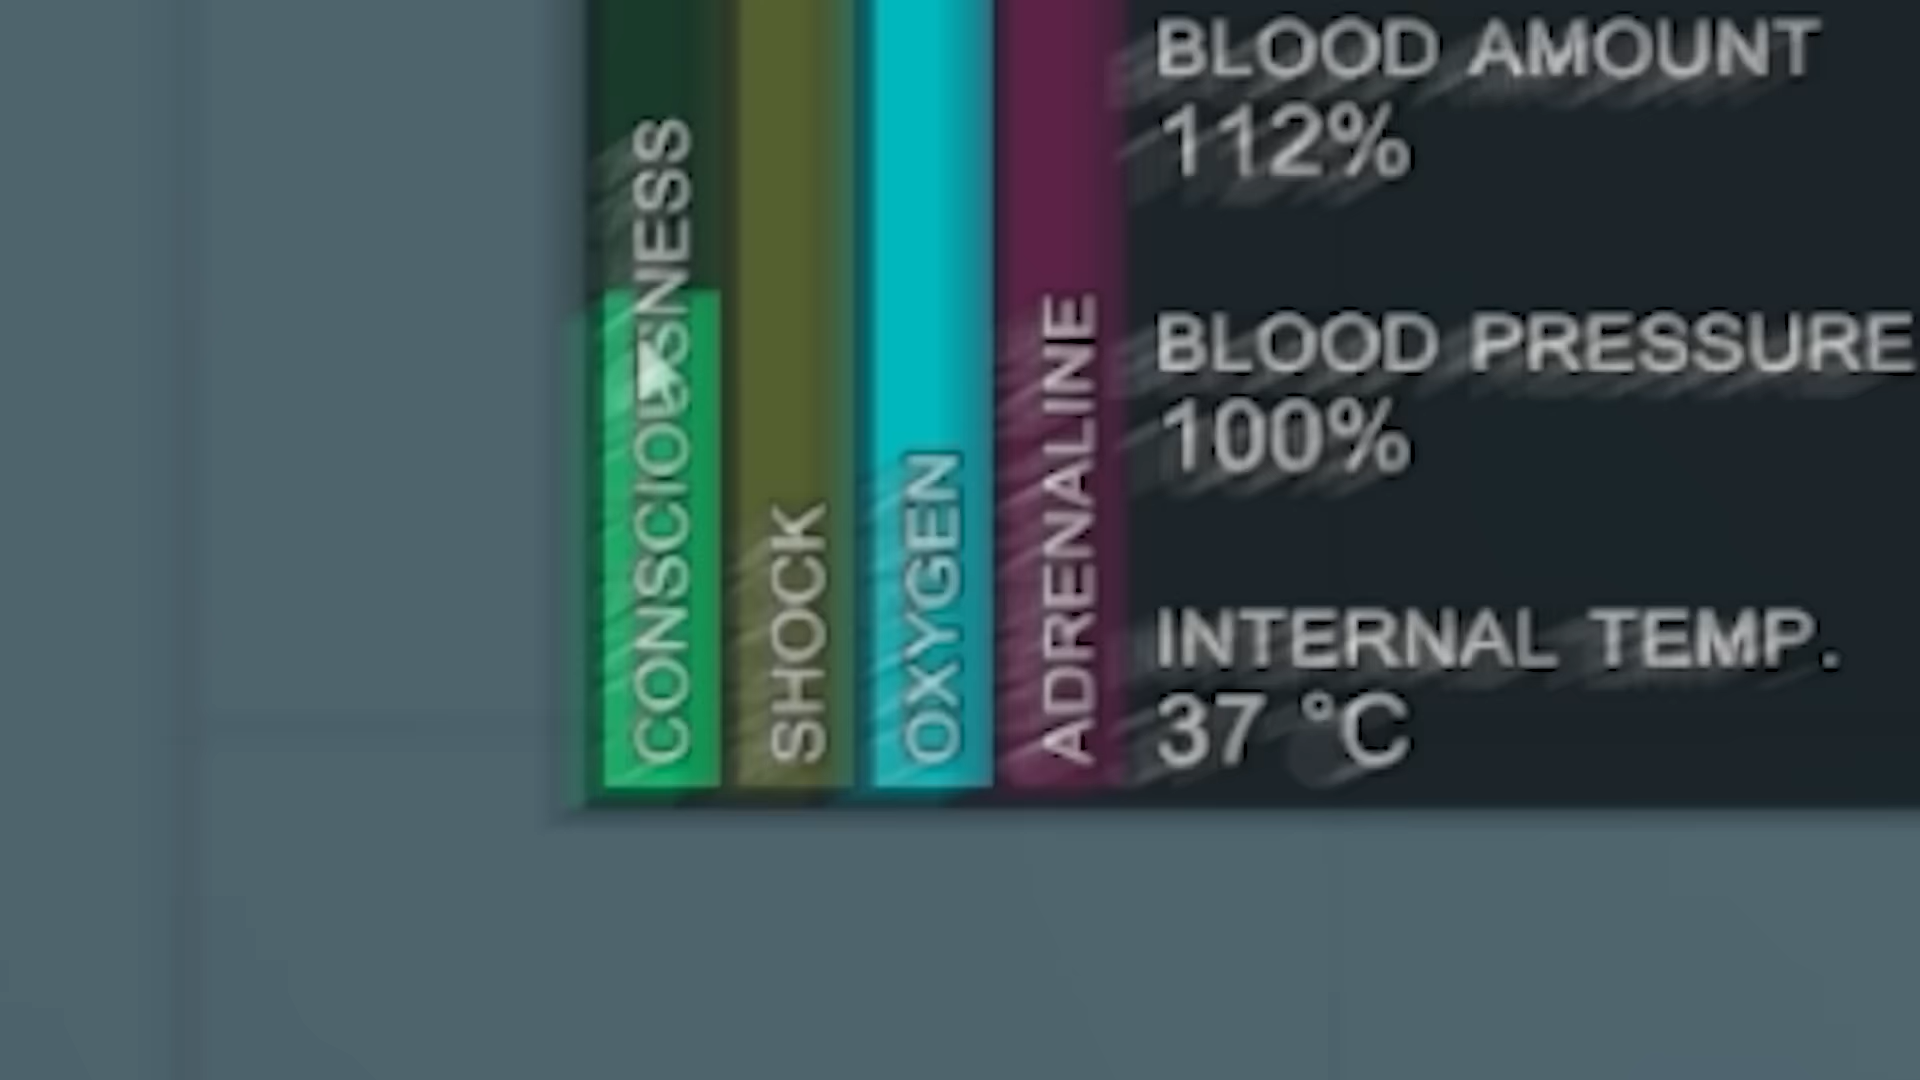 CONSCIOUSNESS
SHOCK
OXYGEN
ADRENALINE
BLOOD AMOUNT
112%
BLOOD PRESSURE
100%
INTERNAL TEMP.
37 °C